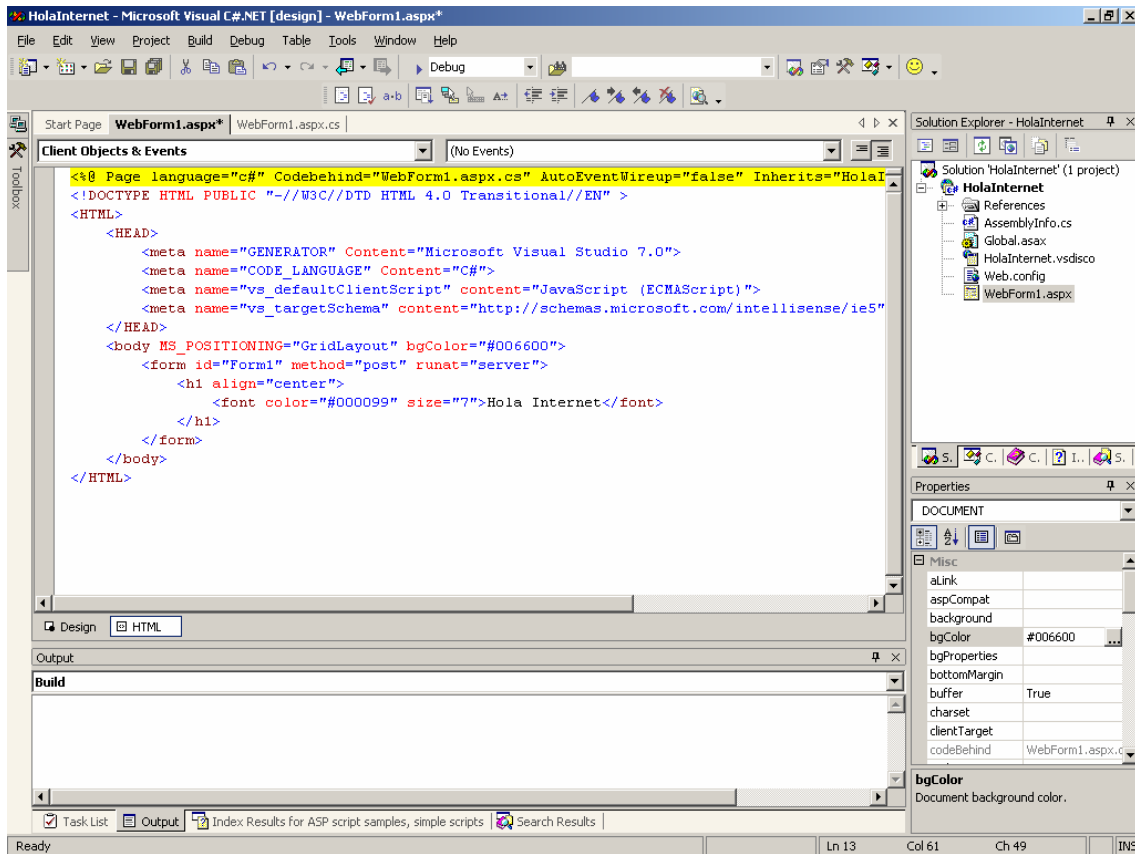 HolaInternet - Microsoft Visual C#.NET [design] - WebForm1.aspx*
File Edit View Project Build Debug Table Tools Window Help
Debug
Start Page WebForm1.aspx* WebForm1.aspx.cs
Client Objects & Events (No Events)
Toolbox
<%@ Page language="c#" Codebehind="WebForm1.aspx.cs" AutoEventWireup="false" Inherits="HolaI
<!DOCTYPE HTML PUBLIC "-//W3C//DTD HTML 4.0 Transitional//EN" >
<HTML>
<HEAD>
<meta name="GENERATOR" Content="Microsoft Visual Studio 7.0">
<meta name="CODE_LANGUAGE" Content="C#">
<meta name="vs_defaultClientScript" content="JavaScript (ECMAScript)">
<meta name="vs_targetSchema" content="http://schemas.microsoft.com/intellisense/ie5"
</HEAD>
<body MS_POSITIONING="GridLayout" bgColor="#006600">
<form id="Form1" method="post" runat="server">
<h1 align="center">
<font color="#000099" size="7">Hola Internet</font>
</h1>
</form>
</body>
</HTML>
Design HTML
Output
Build
Task List Output Index Results for ASP script samples, simple scripts Search Results
Solution Explorer - HolaInternet
Solution 'HolaInternet' (1 project)
HolaInternet
References
AssemblyInfo.cs
Global.asax
HolaInternet.vsdisco
Web.config
WebForm1.aspx
S. C. C. I.. S.
Properties
DOCUMENT
Misc
aLink
aspCompat
background
bgColor #006600 ...
bgProperties
bottomMargin
buffer True
charset
clientTarget
codeBehind WebForm1.aspx.c
bgColor
Document background color.
Ready Ln 13 Col 61 Ch 49 INS